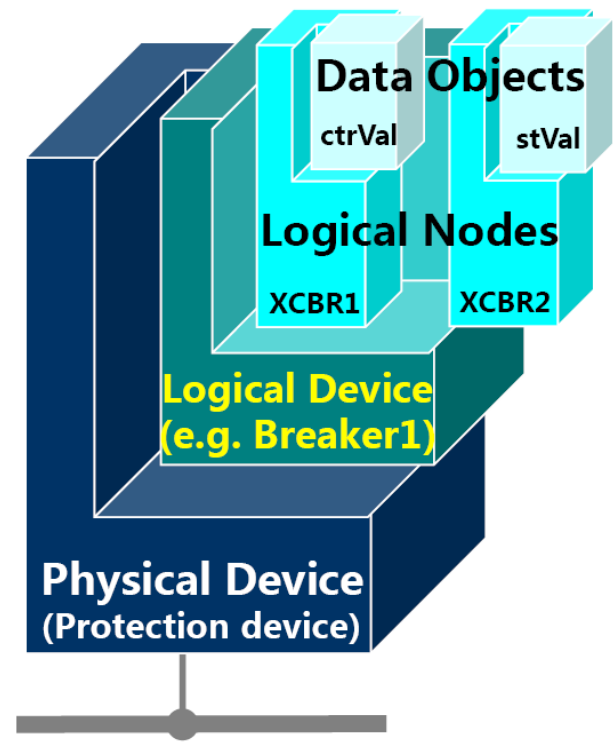 Data Objects
ctrVal
stVal
Logical Nodes
XCBR1
XCBR2
Logical Device
(e.g. Breaker1)
Physical Device
(Protection device)